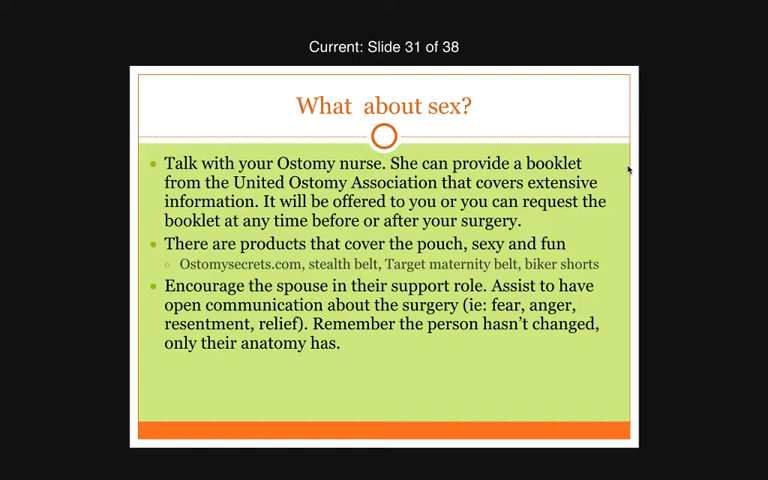 Current: Slide 31 of 38
What about sex?
• Talk with your Ostomy nurse. She can provide a booklet
from the United Ostomy Association that covers extensive
information. It will be offered to you or you can request the
booklet at any time before or after your surgery.
• There are products that cover the pouch, sexy and fun
○ Ostomysecrets.com, stealth belt, Target maternity belt, biker shorts
• Encourage the spouse in their support role. Assist to have
open communication about the surgery (ie: fear, anger,
resentment, relief). Remember the person hasn’t changed,
only their anatomy has.